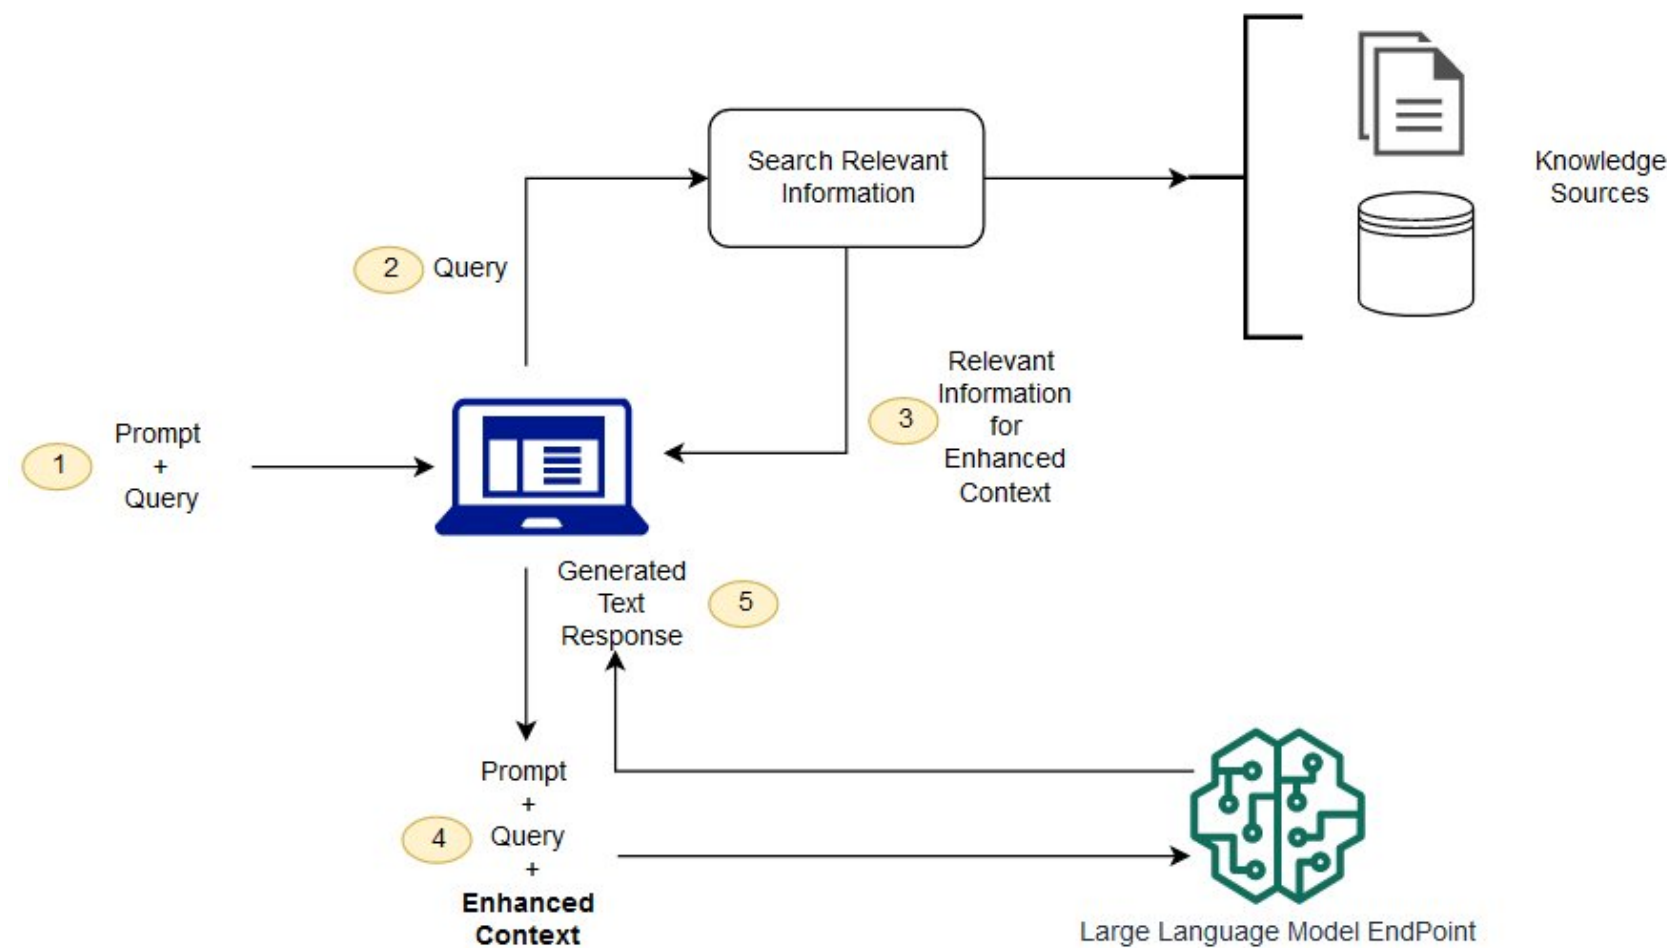 Search Relevant
Information
Knowledge
Sources
2
Query
Relevant
Information
for
Enhanced
Context
3
1
Prompt
+
Query
Generated
Text
Response
5
Prompt
+
4
Query
+
Enhanced
Context
Large Language Model EndPoint